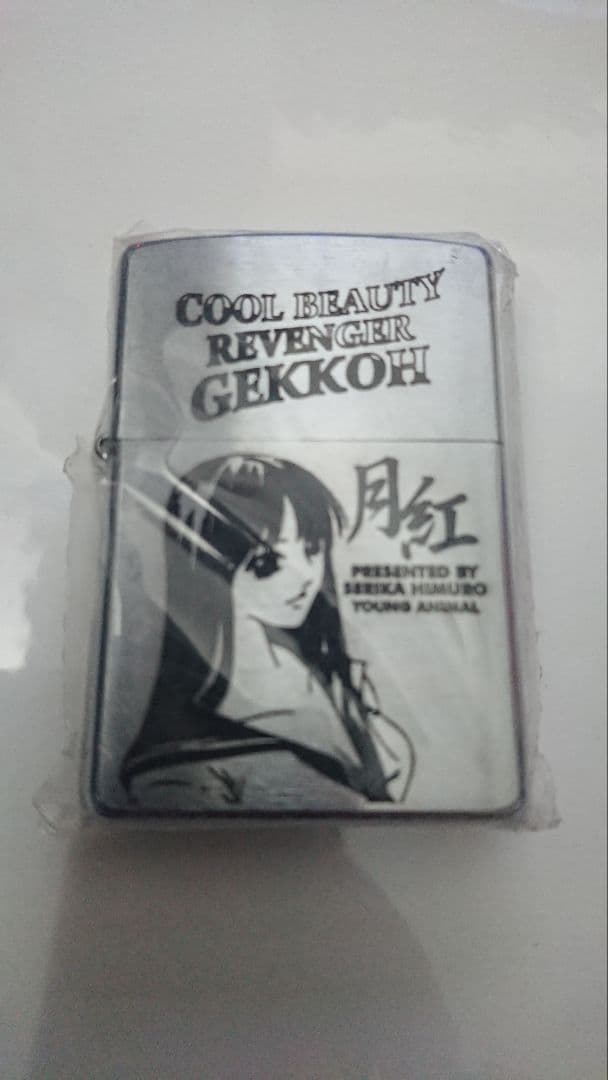 COOL BEAUTY
REVENGER
GEKKOH
月紅
PRESENTED BY
SERIKA HIMURO
YOUNG ANIMAL